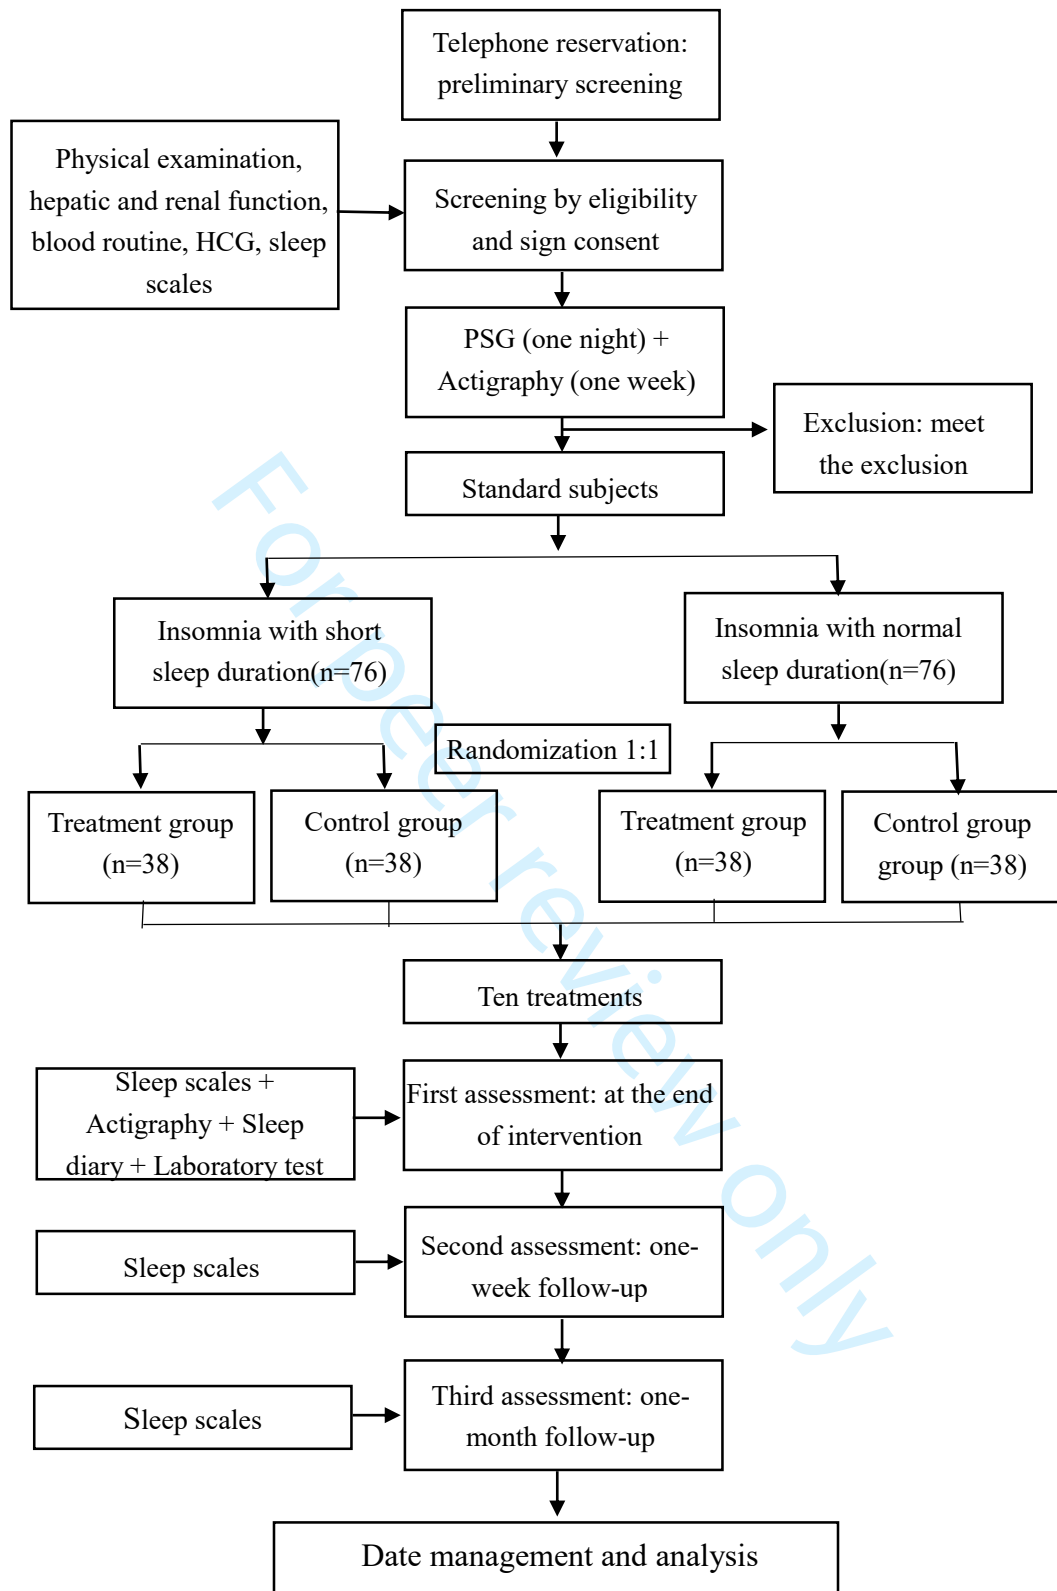 Telephone reservation:
preliminary screening
Physical examination,
hepatic and renal function,
blood routine, HCG, sleep
scales
Screening by eligibility
and sign consent
PSG (one night) +
Actigraphy (one week)
Exclusion: meet
the exclusion
Standard subjects
Insomnia with short
sleep duration(n=76)
Insomnia with normal
sleep duration(n=76)
Randomization 1:1
Treatment group
(n=38)
Control group
(n=38)
Treatment group
(n=38)
Control group
group (n=38)
Ten treatments
Sleep scales +
Actigraphy + Sleep
diary + Laboratory test
First assessment: at the end
of intervention
Sleep scales
Second assessment: one-
week follow-up
Sleep scales
Third assessment: one-
month follow-up
Date management and analysis
For peer review only